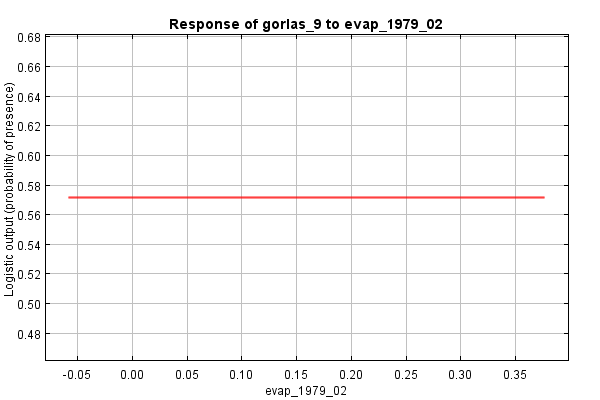 Response of gorlas_9 to evap_1979_02
Logistic output (probability of presence)
0.68
0.66
0.64
0.62
0.60
0.58
0.56
0.54
0.52
0.50
0.48
-0.05 0.00 0.05 0.10 0.15 0.20 0.25 0.30 0.35
evap_1979_02